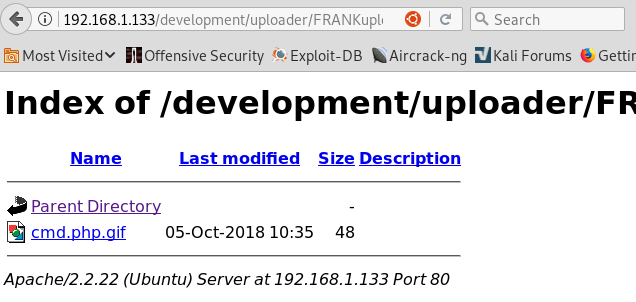 192.168.1.133/development/uploader/FRANKuplo
Search
Most Visited Offensive Security Exploit-DB Aircrack-ng Kali Forums Gettin
Index of /development/uploader/FR
Name Last modified Size Description
Parent Directory -
cmd.php.gif 05-Oct-2018 10:35 48
Apache/2.2.22 (Ubuntu) Server at 192.168.1.133 Port 80